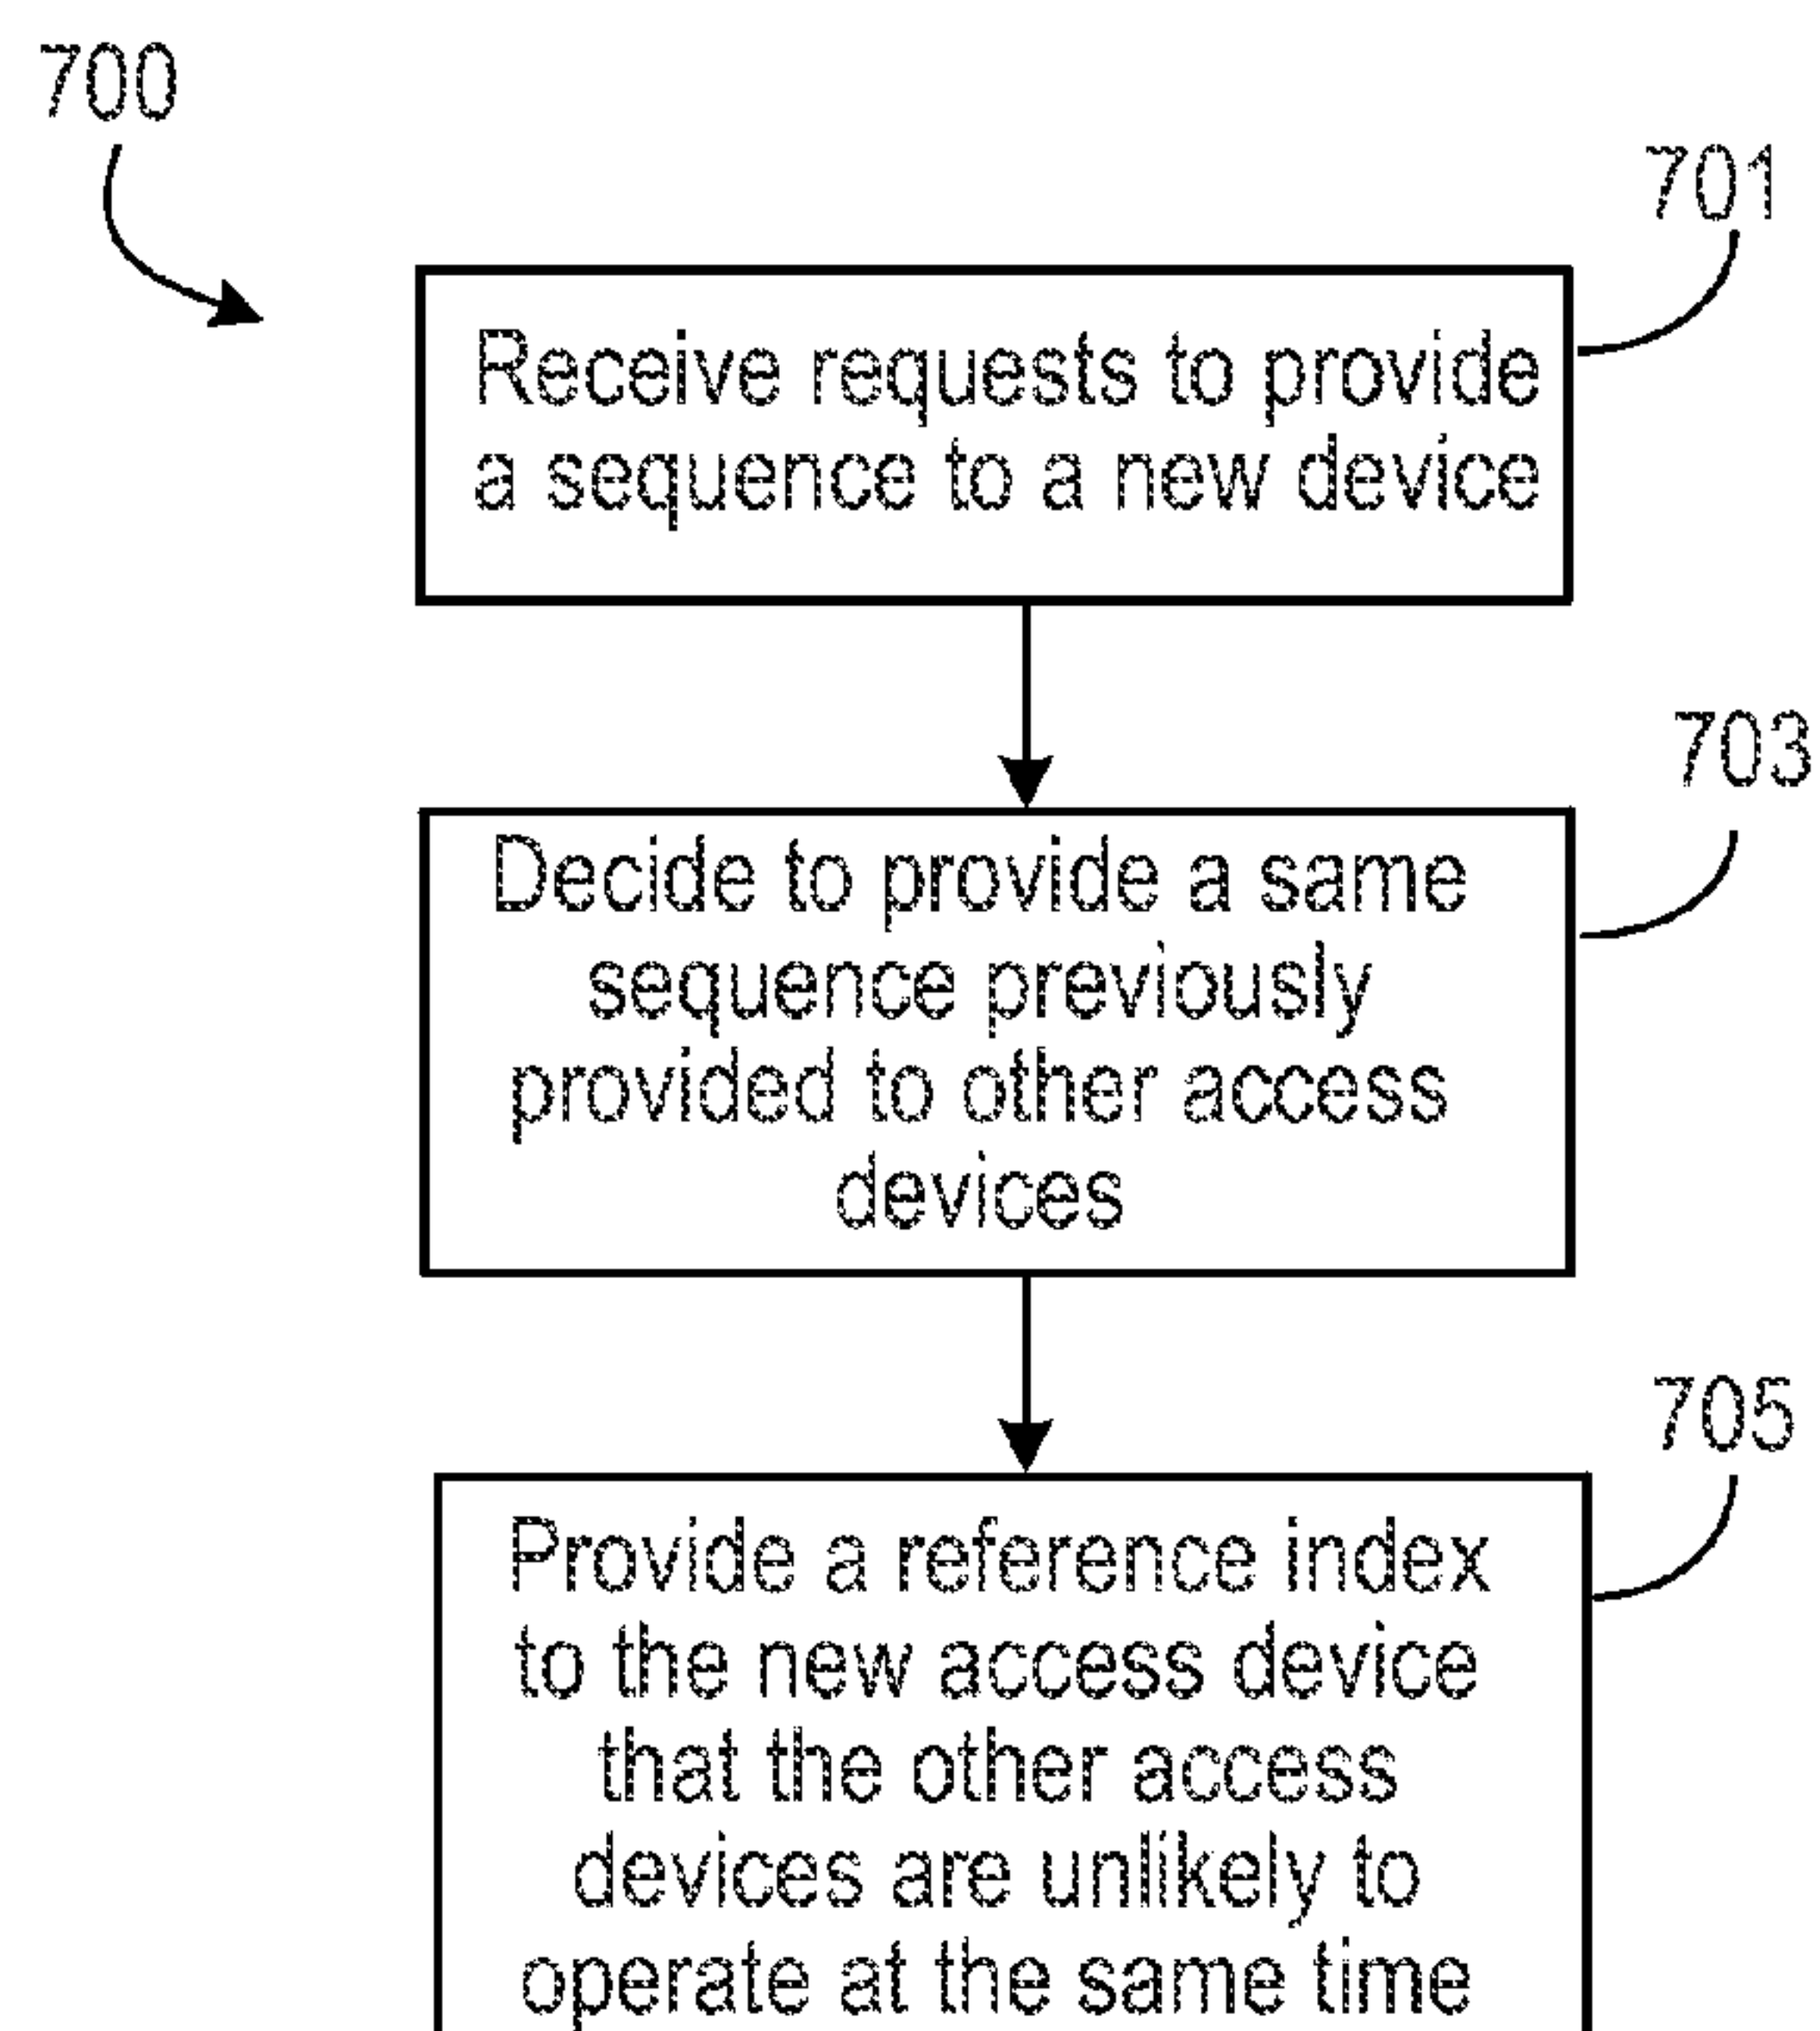 700
701
Receive requests to provide
a sequence to a new device
703
Decide to provide a same
sequence previously
provided to other access
devices
705
Provide a reference index
to the new access device
that the other access
devices are unlikely to
operate at the same time